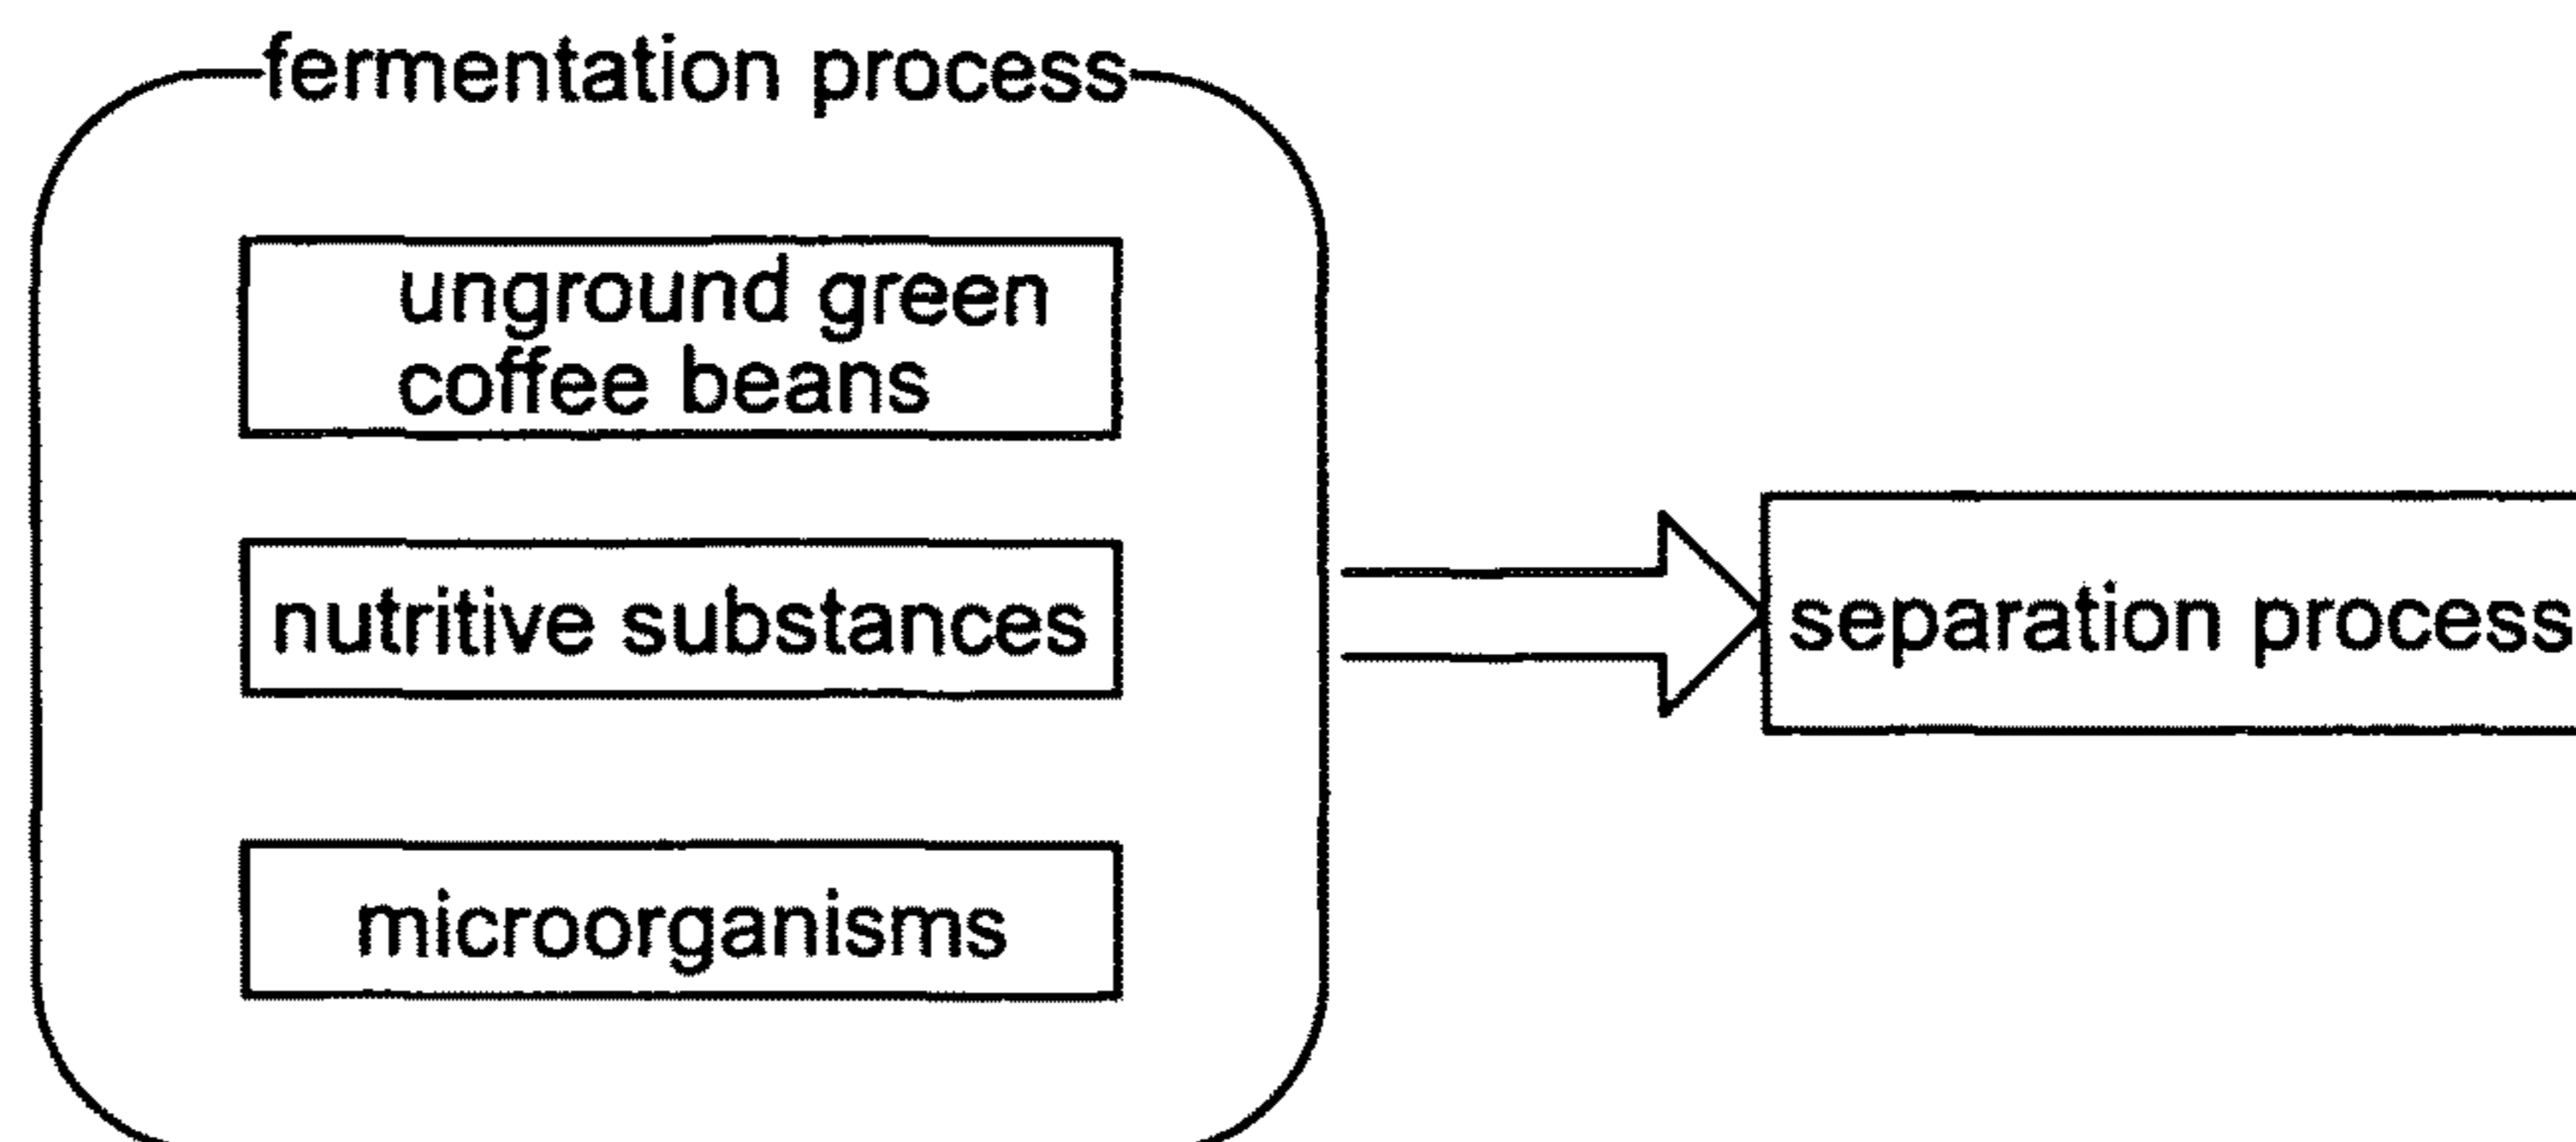 fermentation process
unground green
coffee beans
nutritive substances
microorganisms
separation process